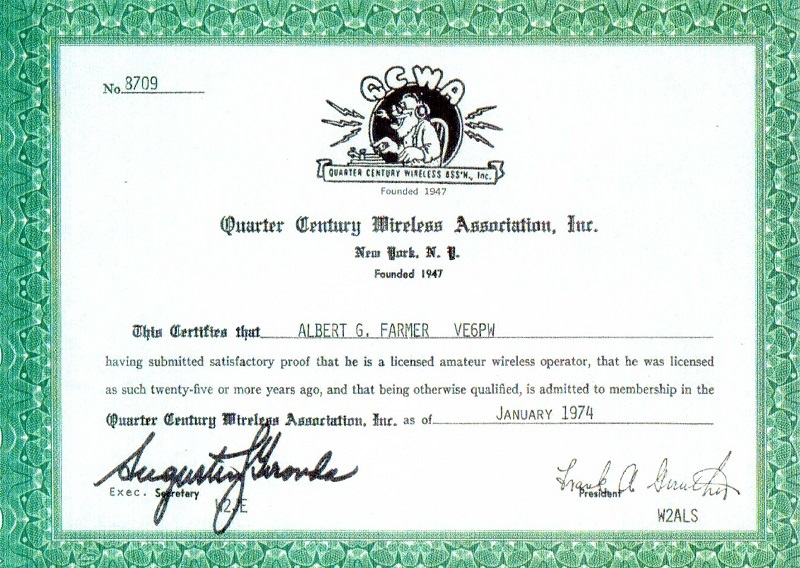 No. 8709
QCWA
QUARTER CENTURY WIRELESS ASS'N., Inc.
Founded 1947
Quarter Century Wireless Association, Inc.
New York, N. Y.
Founded 1947
This Certifies that ALBERT G. FARMER VE6PW
having submitted satisfactory proof that he is a licensed amateur wireless operator, that he was licensed
as such twenty-five or more years ago, and that being otherwise qualified, is admitted to membership in the
Quarter Century Wireless Association, Inc. as of JANUARY 1974
Frank A
Exec. Secretary President
W2JE W2ALS